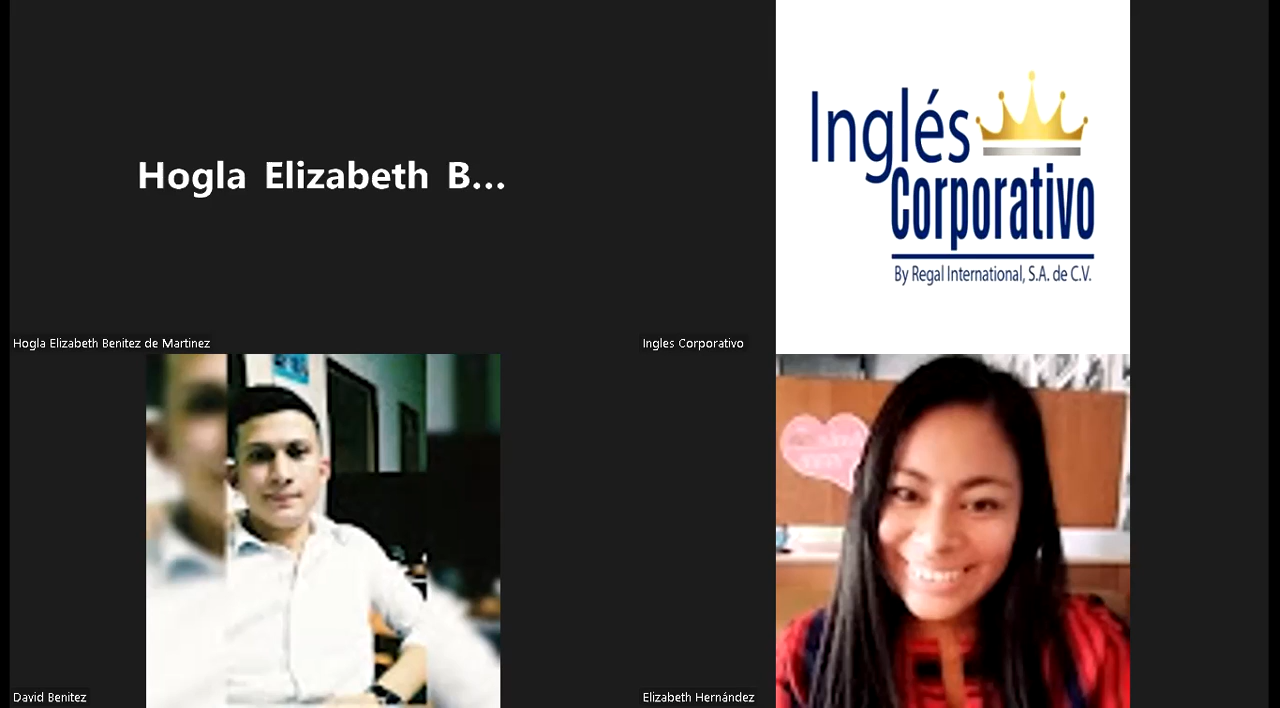 Hogla Elizabeth B...
Inglés
Corporativo
By Regal International, S.A. de C.V.
Hogla Elizabeth Benitez de Martinez
Ingles Corporativo
David Benitez
Elizabeth Hernández